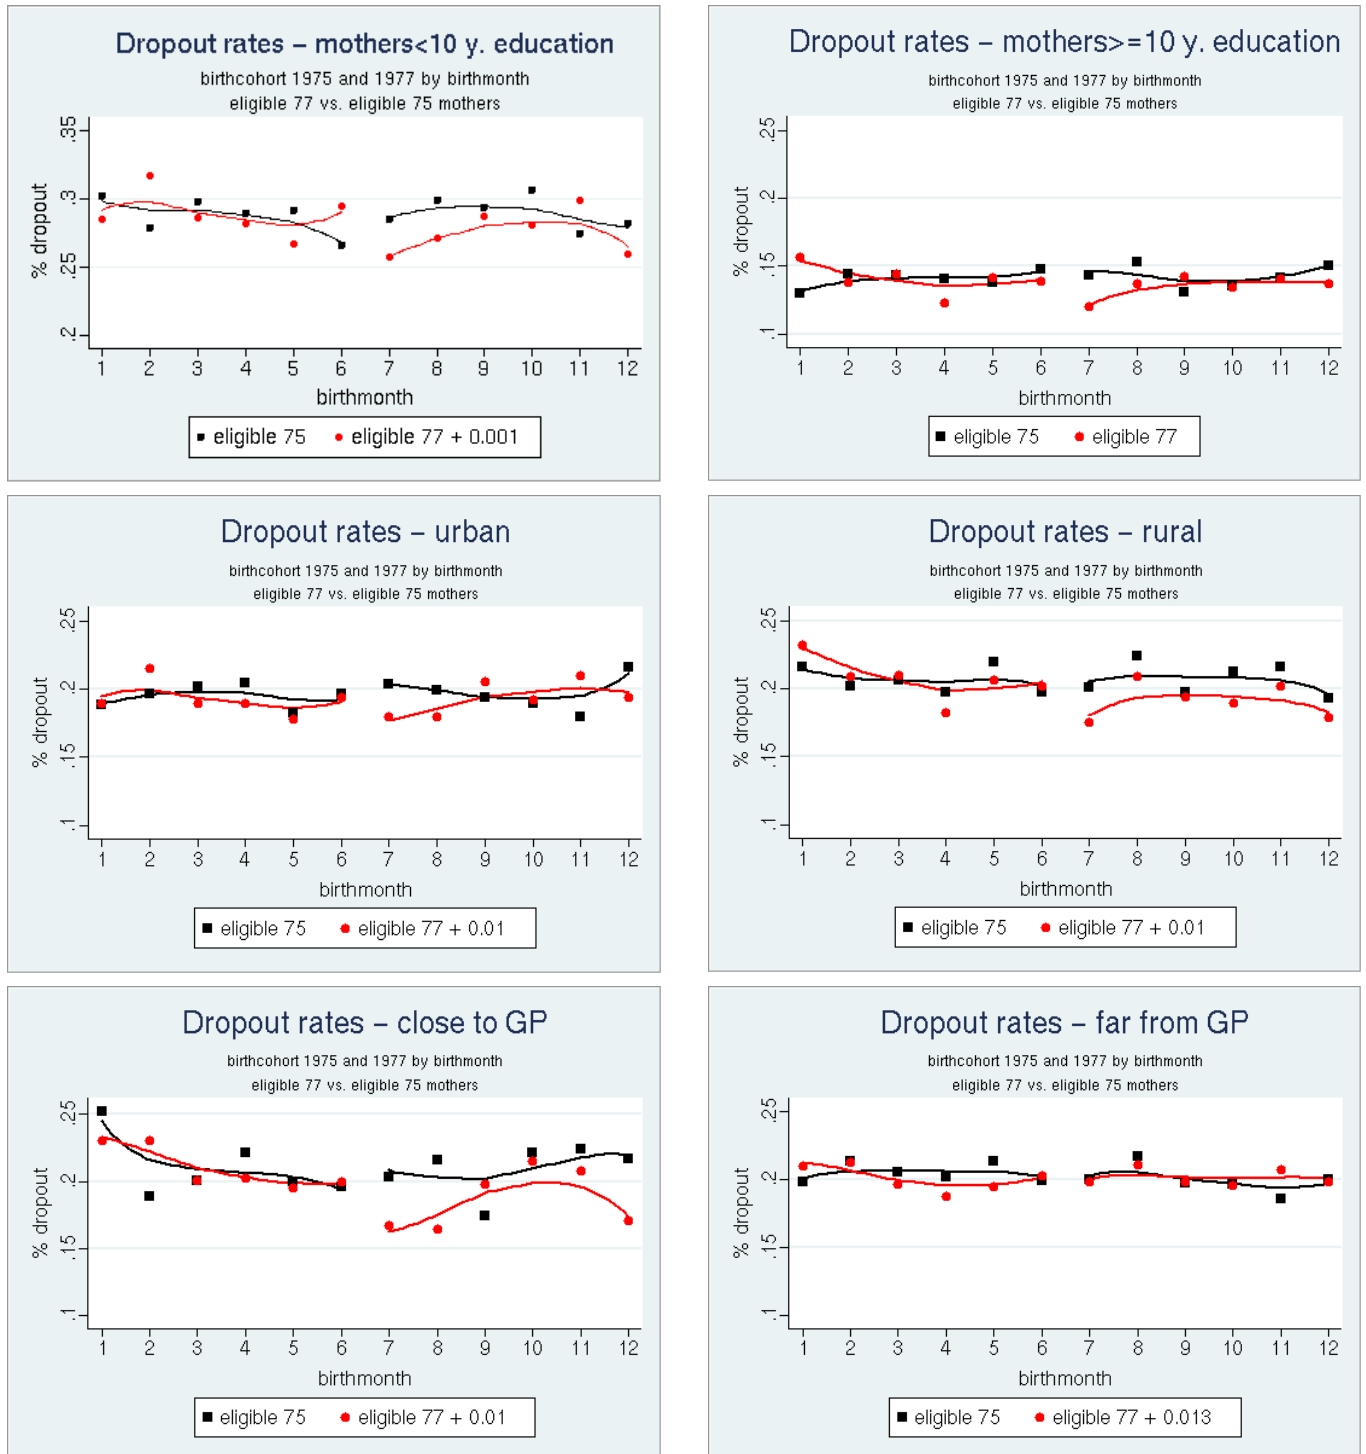 Dropout rates – mothers<10 y. education
birthcohort 1975 and 1977 by birthmonth
eligible 77 vs. eligible 75 mothers
% dropout
.35
.3
.25
.2
1 2 3 4 5 6 7 8 9 10 11 12
birthmonth
eligible 75 eligible 77 + 0.001
Dropout rates – mothers>=10 y. education
birthcohort 1975 and 1977 by birthmonth
eligible 77 vs. eligible 75 mothers
% dropout
.25
.2
.15
.1
1 2 3 4 5 6 7 8 9 10 11 12
birthmonth
eligible 75 eligible 77
Dropout rates – urban
birthcohort 1975 and 1977 by birthmonth
eligible 77 vs. eligible 75 mothers
% dropout
.25
.2
.15
.1
1 2 3 4 5 6 7 8 9 10 11 12
birthmonth
eligible 75 eligible 77 + 0.01
Dropout rates – rural
birthcohort 1975 and 1977 by birthmonth
eligible 77 vs. eligible 75 mothers
% dropout
.25
.2
.15
.1
1 2 3 4 5 6 7 8 9 10 11 12
birthmonth
eligible 75 eligible 77 + 0.01
Dropout rates – close to GP
birthcohort 1975 and 1977 by birthmonth
eligible 77 vs. eligible 75 mothers
% dropout
.25
.2
.15
.1
1 2 3 4 5 6 7 8 9 10 11 12
birthmonth
eligible 75 eligible 77 + 0.01
Dropout rates – far from GP
birthcohort 1975 and 1977 by birthmonth
eligible 77 vs. eligible 75 mothers
% dropout
.25
.2
.15
.1
1 2 3 4 5 6 7 8 9 10 11 12
birthmonth
eligible 75 eligible 77 + 0.013